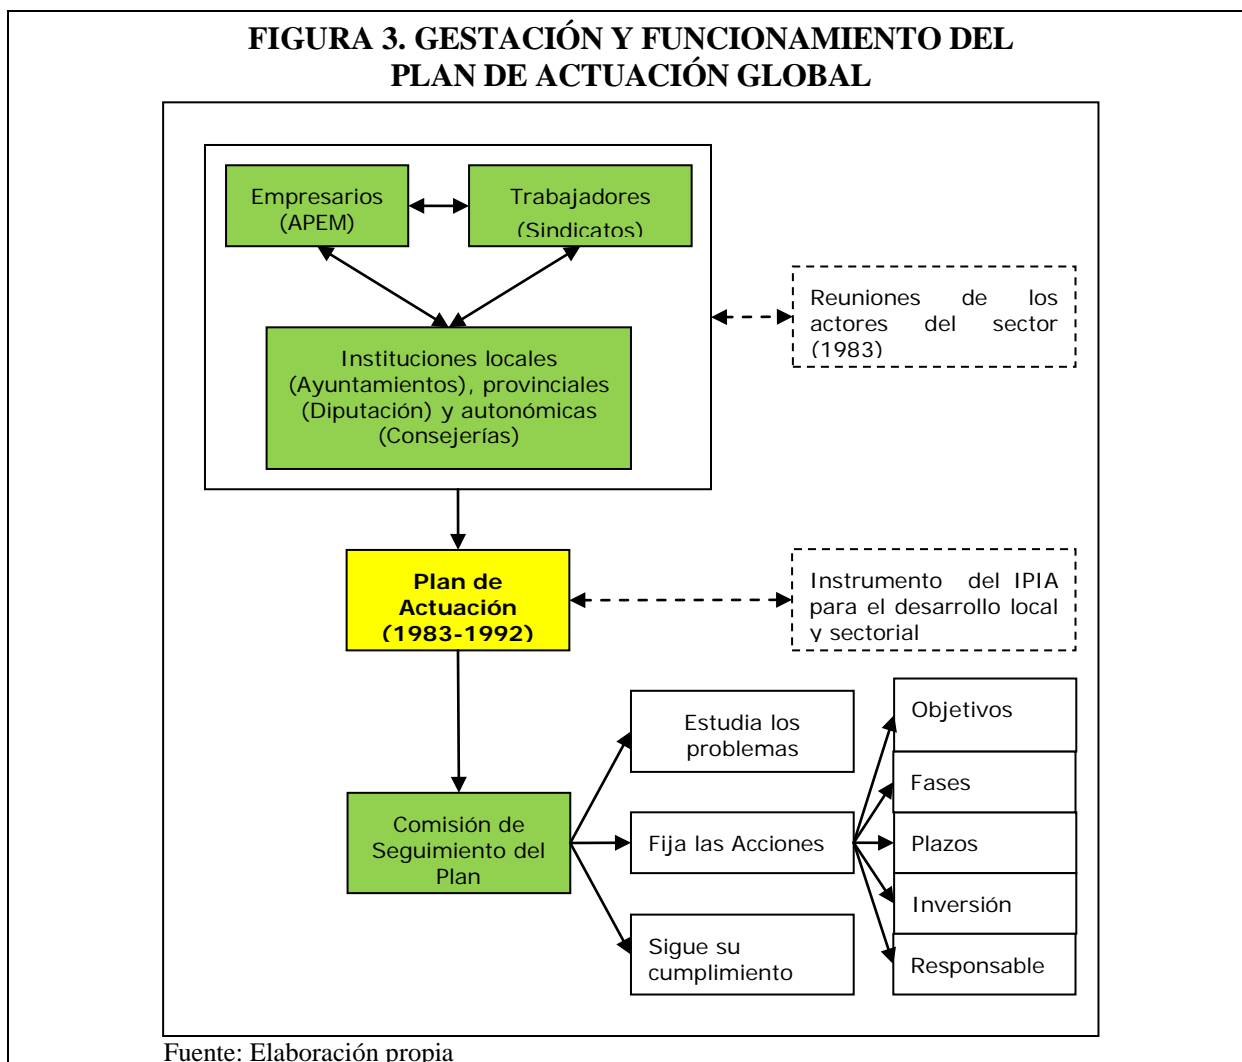 FIGURA 3. GESTACIÓN Y FUNCIONAMIENTO DEL
PLAN DE ACTUACIÓN GLOBAL
Empresarios
(APEM)
Trabajadores
(Sindicatos)
Instituciones locales
(Ayuntamientos), provinciales
(Diputación) y autonómicas
(Consejerías)
Reuniones de los
actores del sector
(1983)
Plan de
Actuación
(1983-1992)
Instrumento del IPIA
para el desarrollo local
y sectorial
Comisión de
Seguimiento del
Plan
Estudia los
problemas
Fija las Acciones
Sigue su
cumplimiento
Objetivos
Fases
Plazos
Inversión
Responsable
Fuente: Elaboración propia